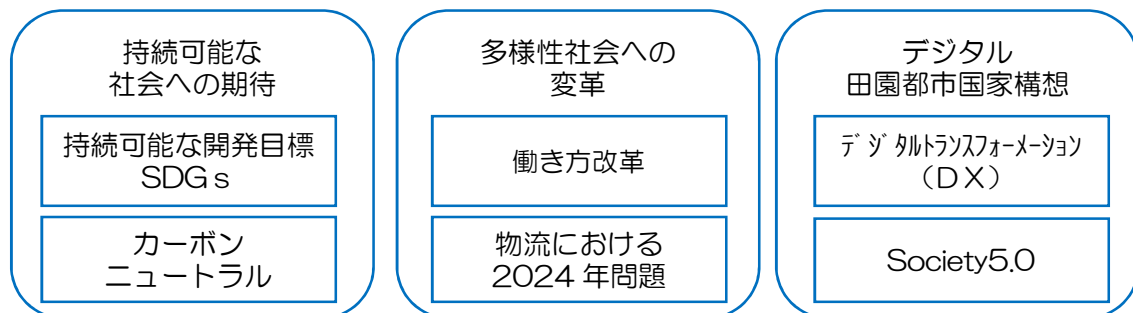 持続可能な
社会への期待
持続可能な開発目標
SDGs
カーボン
ニュートラル
多様性社会への
変革
働き方改革
物流における
2024年問題
デジタル
田園都市国家構想
ﾃﾞｼﾞﾀﾙﾄﾗﾝｽﾌｫｰﾒｰｼｮﾝ
（ＤＸ）
Society5.0